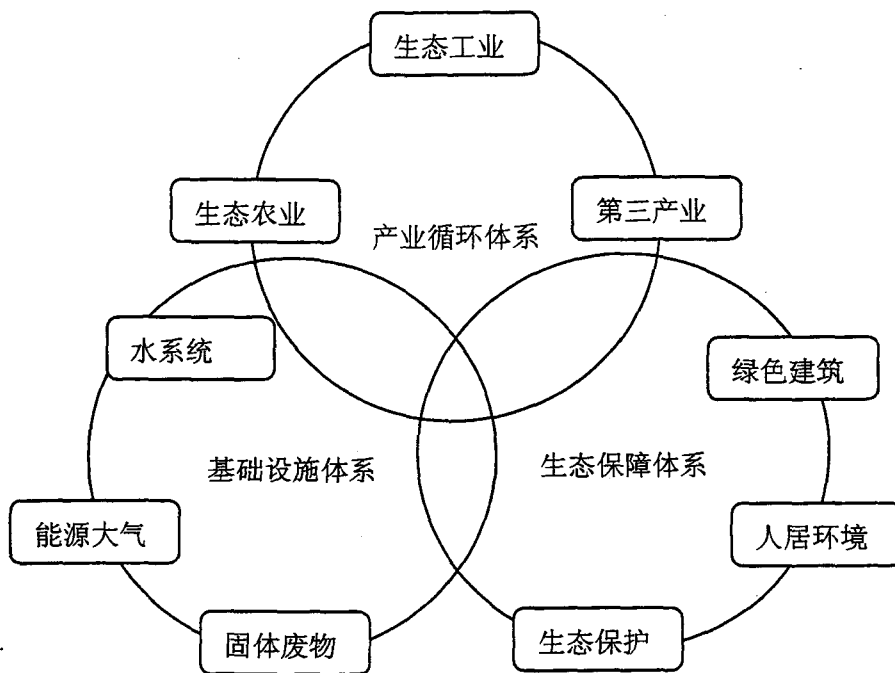 生态工业
生态农业
第三产业
产业循环体系
水系统
绿色建筑
基础设施体系
生态保障体系
能源大气
人居环境
固体废物
生态保护